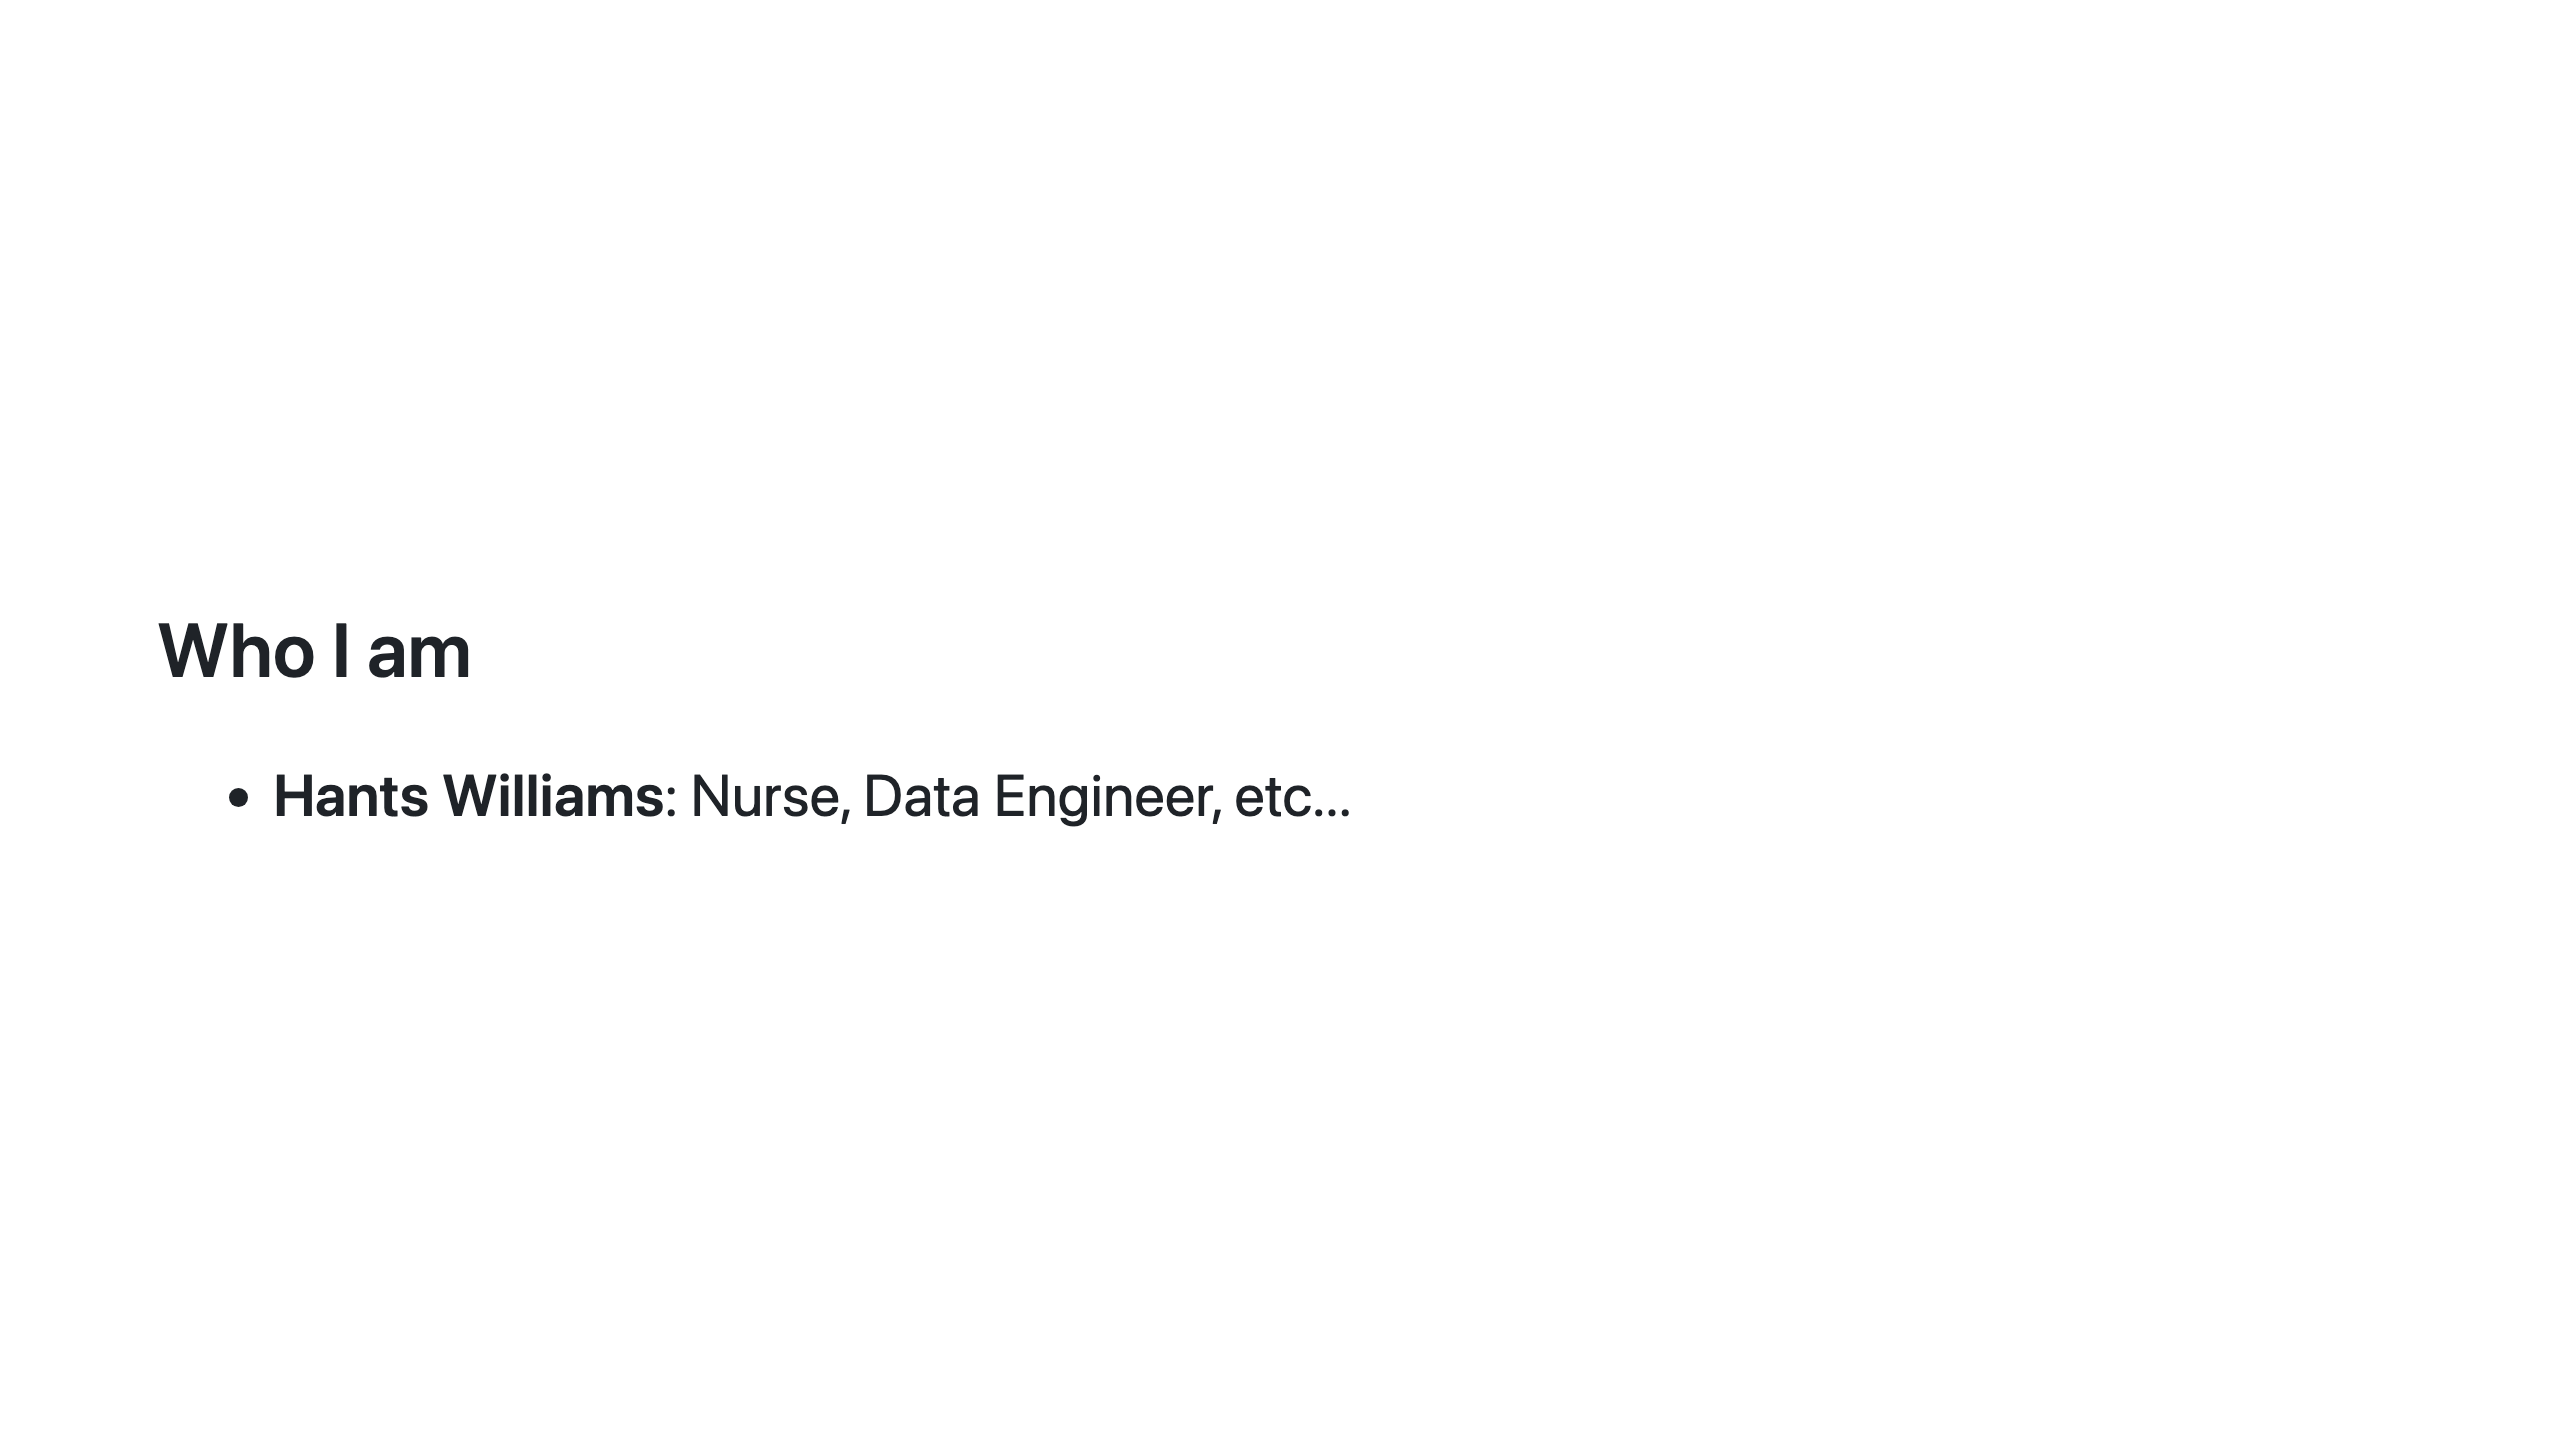 Who I am
• Hants Williams: Nurse, Data Engineer, etc...